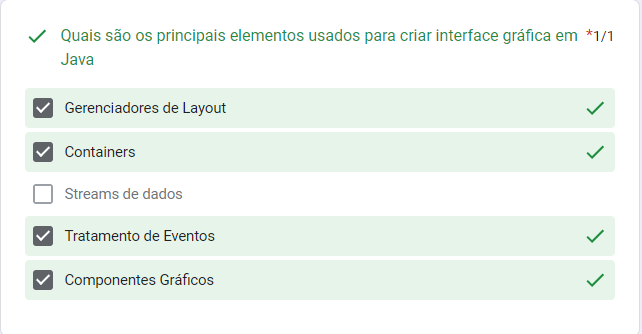 Quais são os principais elementos usados para criar interface gráfica em *1/1
Java
Gerenciadores de Layout
Containers
Streams de dados
Tratamento de Eventos
Componentes Gráficos